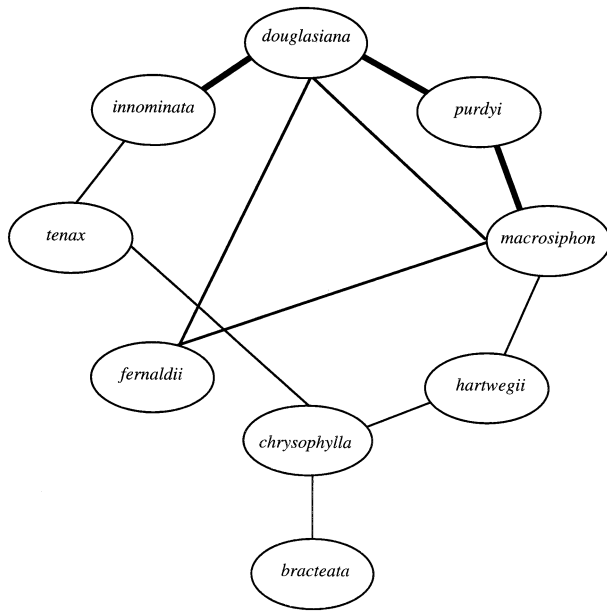 douglasiana
innominata
purdyi
tenax
macrosiphon
fernaldii
hartwegii
chrysophylla
bracteata